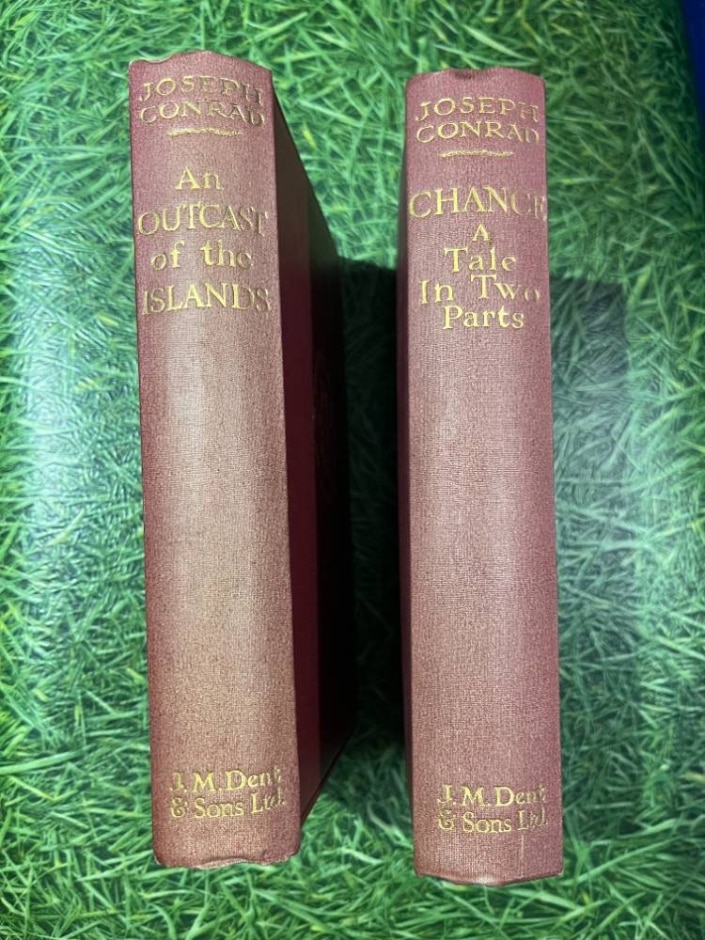 JOSEPH
CONRAD
An
OUTCAST
of the
ISLANDS
J. M. Dent
& Sons Ltd.
JOSEPH
CONRAD
CHANCE
A
Tale
In Two
Parts
J. M. Dent
& Sons Ltd.